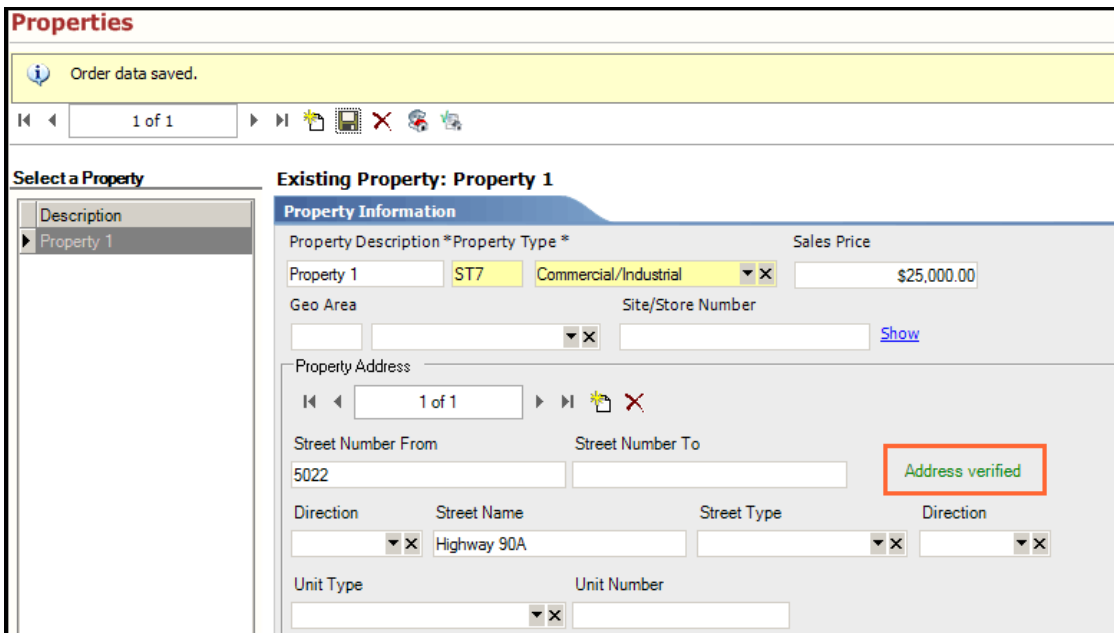 Properties
Order data saved.
1 of 1
Select a Property
Existing Property: Property 1
Description
Property 1
Property Information
Property Description * Property Type * Sales Price
Property 1 ST7 Commercial/Industrial $25,000.00
Geo Area Site/Store Number
Show
Property Address
1 of 1
Street Number From Street Number To
5022 Address verified
Direction Street Name Street Type Direction
Highway 90A
Unit Type Unit Number